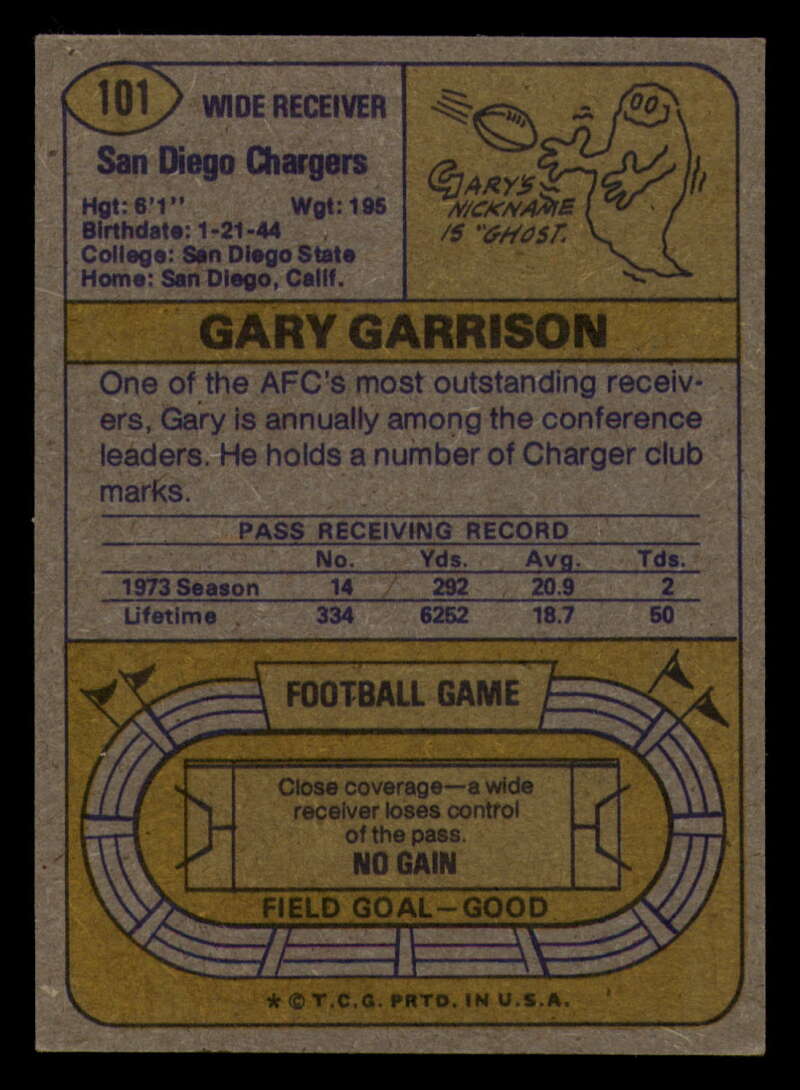 101
WIDE RECEIVER
San Diego Chargers
Hgt: 6'1" Wgt: 195
Birthdate: 1-21-44
College: San Diego State
Home: San Diego, Calif.
GARY'S
NICKNAME
IS "GHOST.
GARY GARRISON
One of the AFC's most outstanding receiv-
ers, Gary is annually among the conference
leaders. He holds a number of Charger club
marks.
PASS RECEIVING RECORD
No. Yds. Avg. Tds.
1973 Season 14 292 20.9 2
Lifetime 334 6252 18.7 50
FOOTBALL GAME
Close coverage—a wide
receiver loses control
of the pass.
NO GAIN
FIELD GOAL—GOOD
* © T.C.G. PRTD. IN U.S.A.